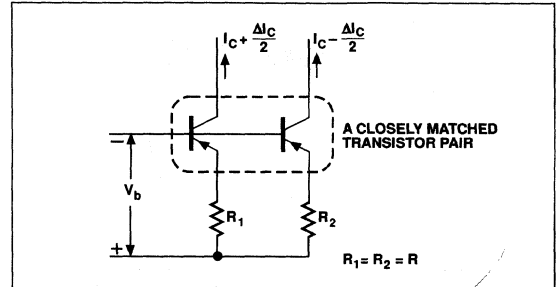 I_C + ΔI_C/2
I_C − ΔI_C/2
A CLOSELY MATCHED
TRANSISTOR PAIR
−
V_b
R_1
R_2
+
R_1 = R_2 = R